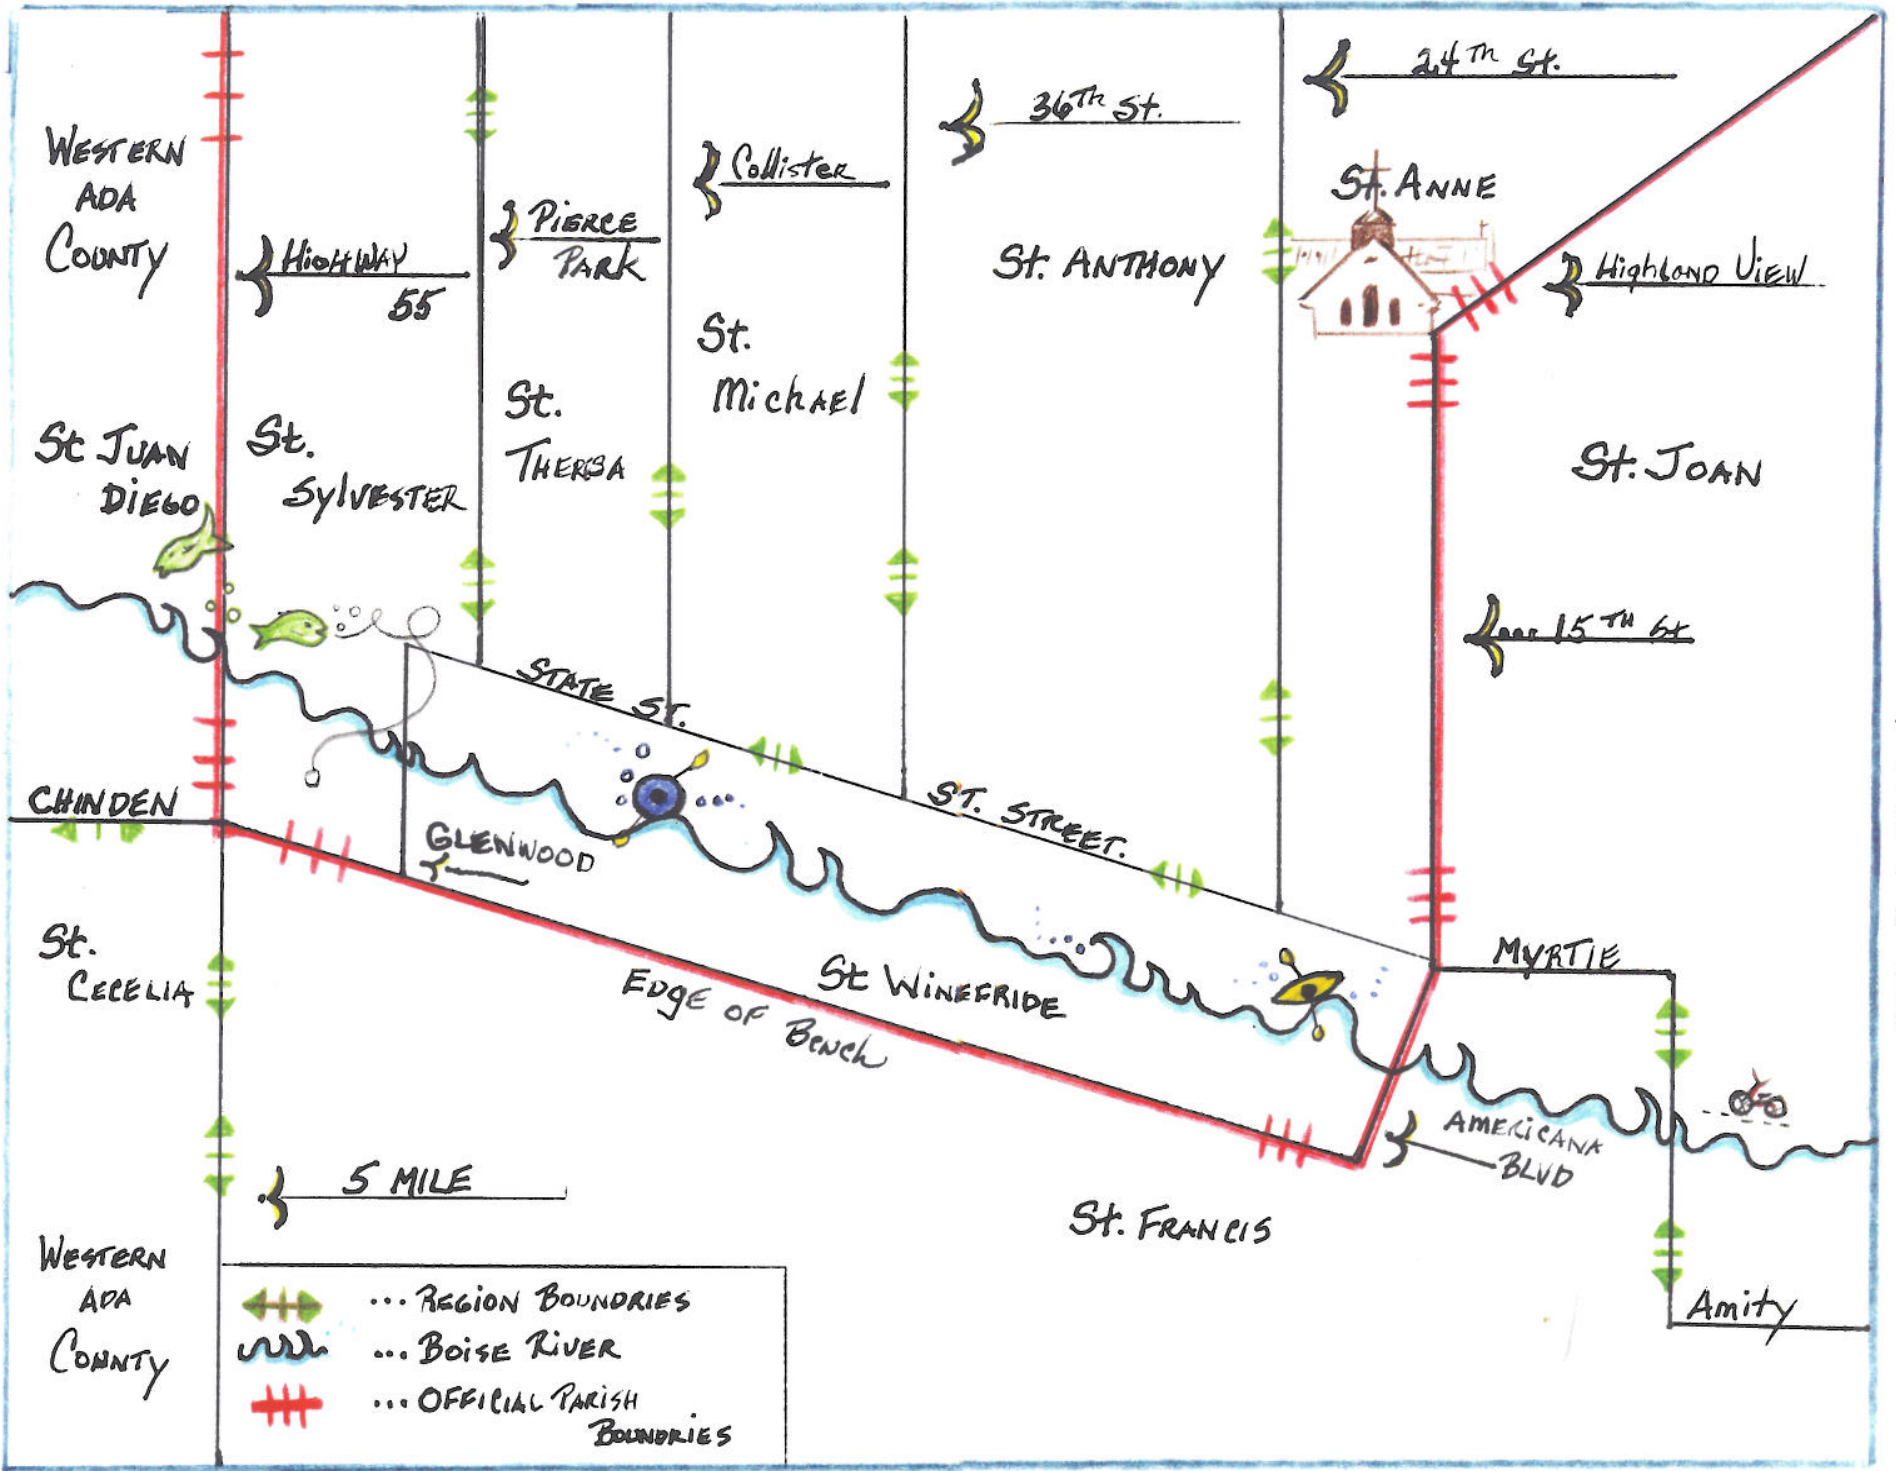 24TH St.
36TH St.
WESTERN
ADA
COUNTY
Collister
St. ANNE
PIERCE
PARK
HIGHWAY
55
St. ANTHONY
Highland VIEW
St.
MichAEl
St.
THERSA
St JUAN
DIEGO
St.
SylVESTER
St. JOAN
15TH St
STATE ST.
ST. STREET.
CHINDEN
GLENWOOD
MYRTlE
St.
CECELIA
St WINEFRIDE
EDgE OF BENCh
AMERICANA
BLVD
5 MILE
St. FRANCIS
WESTERN
ADA
COUNTY
Amity
... REGION BOUNDRIES
... BOISE RIVER
... OFFICIAL PARISH
BOUNDRIES